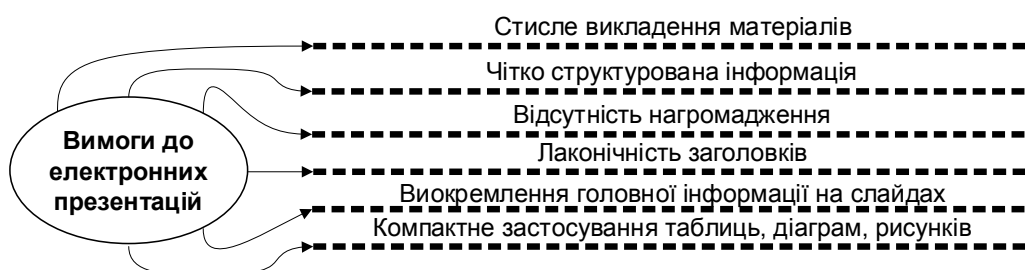 Стисле викладення матеріалів
Чітко структурована інформація
Відсутність нагромадження
Вимоги до
електронних
презентацій
Лаконічність заголовків
Виокремлення головної інформації на слайдах
Компактне застосування таблиць, діаграм, рисунків